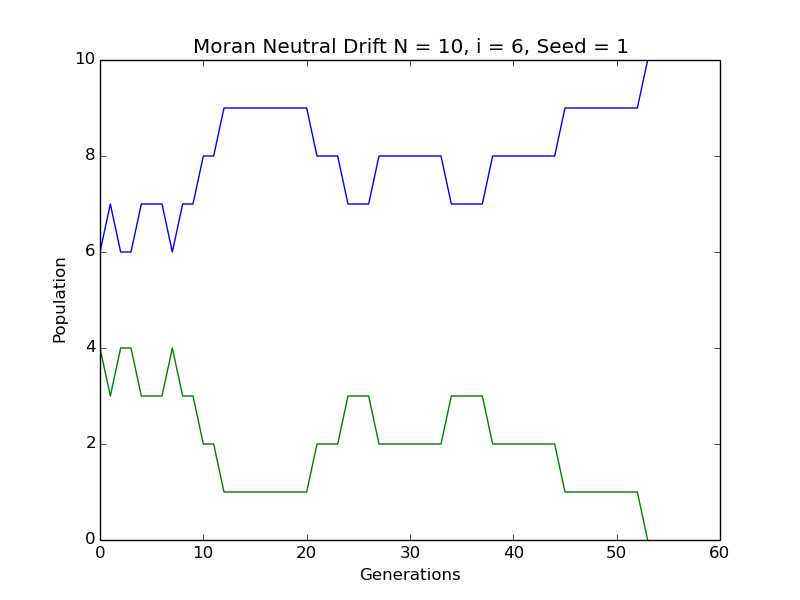 Moran Neutral Drift N = 10, i = 6, Seed = 1
10
8
6
4
2
0
Population
0 10 20 30 40 50 60
Generations